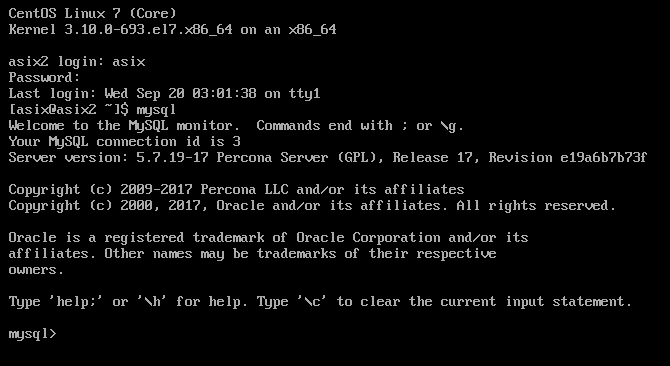 CentOS Linux 7 (Core)
Kernel 3.10.0-693.el7.x86_64 on an x86_64
asix2 login: asix
Password:
Last login: Wed Sep 20 03:01:38 on tty1
[asix@asix2 ~]$ mysql
Welcome to the MySQL monitor.  Commands end with ; or \g.
Your MySQL connection id is 3
Server version: 5.7.19-17 Percona Server (GPL), Release 17, Revision e19a6b7b73f
Copyright (c) 2009-2017 Percona LLC and/or its affiliates
Copyright (c) 2000, 2017, Oracle and/or its affiliates. All rights reserved.
Oracle is a registered trademark of Oracle Corporation and/or its
affiliates. Other names may be trademarks of their respective
owners.
Type 'help;' or '\h' for help. Type '\c' to clear the current input statement.
mysql>